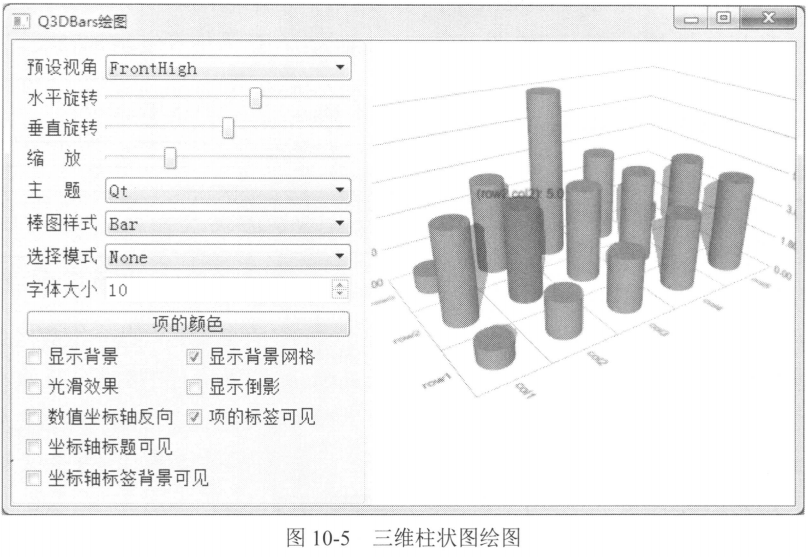 Q3DBars绘图
预设视角 FrontHigh
水平旋转
垂直旋转
缩 放
主 题 Qt
棒图样式 Bar
选择模式 None
字体大小 10
项的颜色
显示背景 显示背景网格
光滑效果 显示倒影
数值坐标轴反向 项的标签可见
坐标轴标题可见
坐标轴标签背景可见
5.0
0.00
row2
row1
col1
col2
col3
图 10-5 三维柱状图绘图